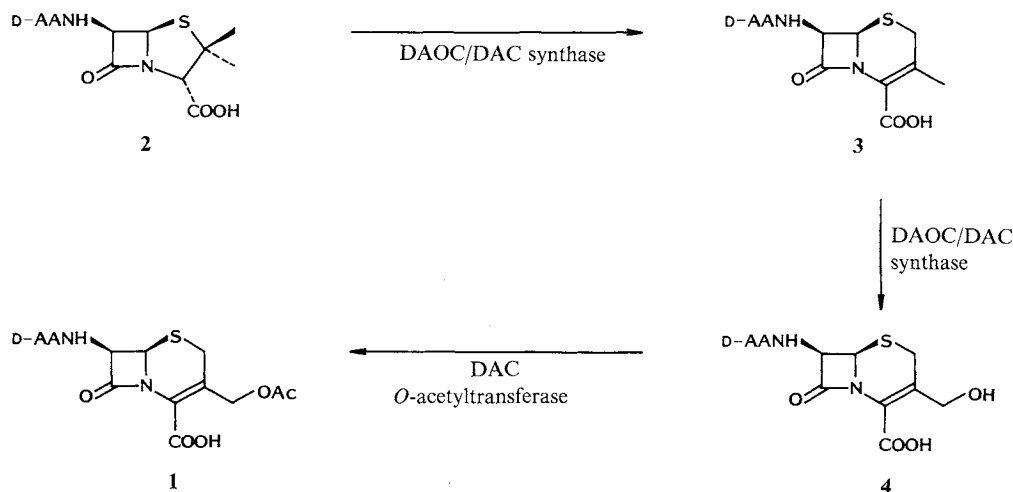 D-AANH
S
O
N
COOH
2
DAOC/DAC synthase
D-AANH
S
O
N
COOH
3
DAOC/DAC
synthase
D-AANH
S
O
N
OAc
COOH
1
DAC
O-acetyltransferase
D-AANH
S
O
N
OH
COOH
4